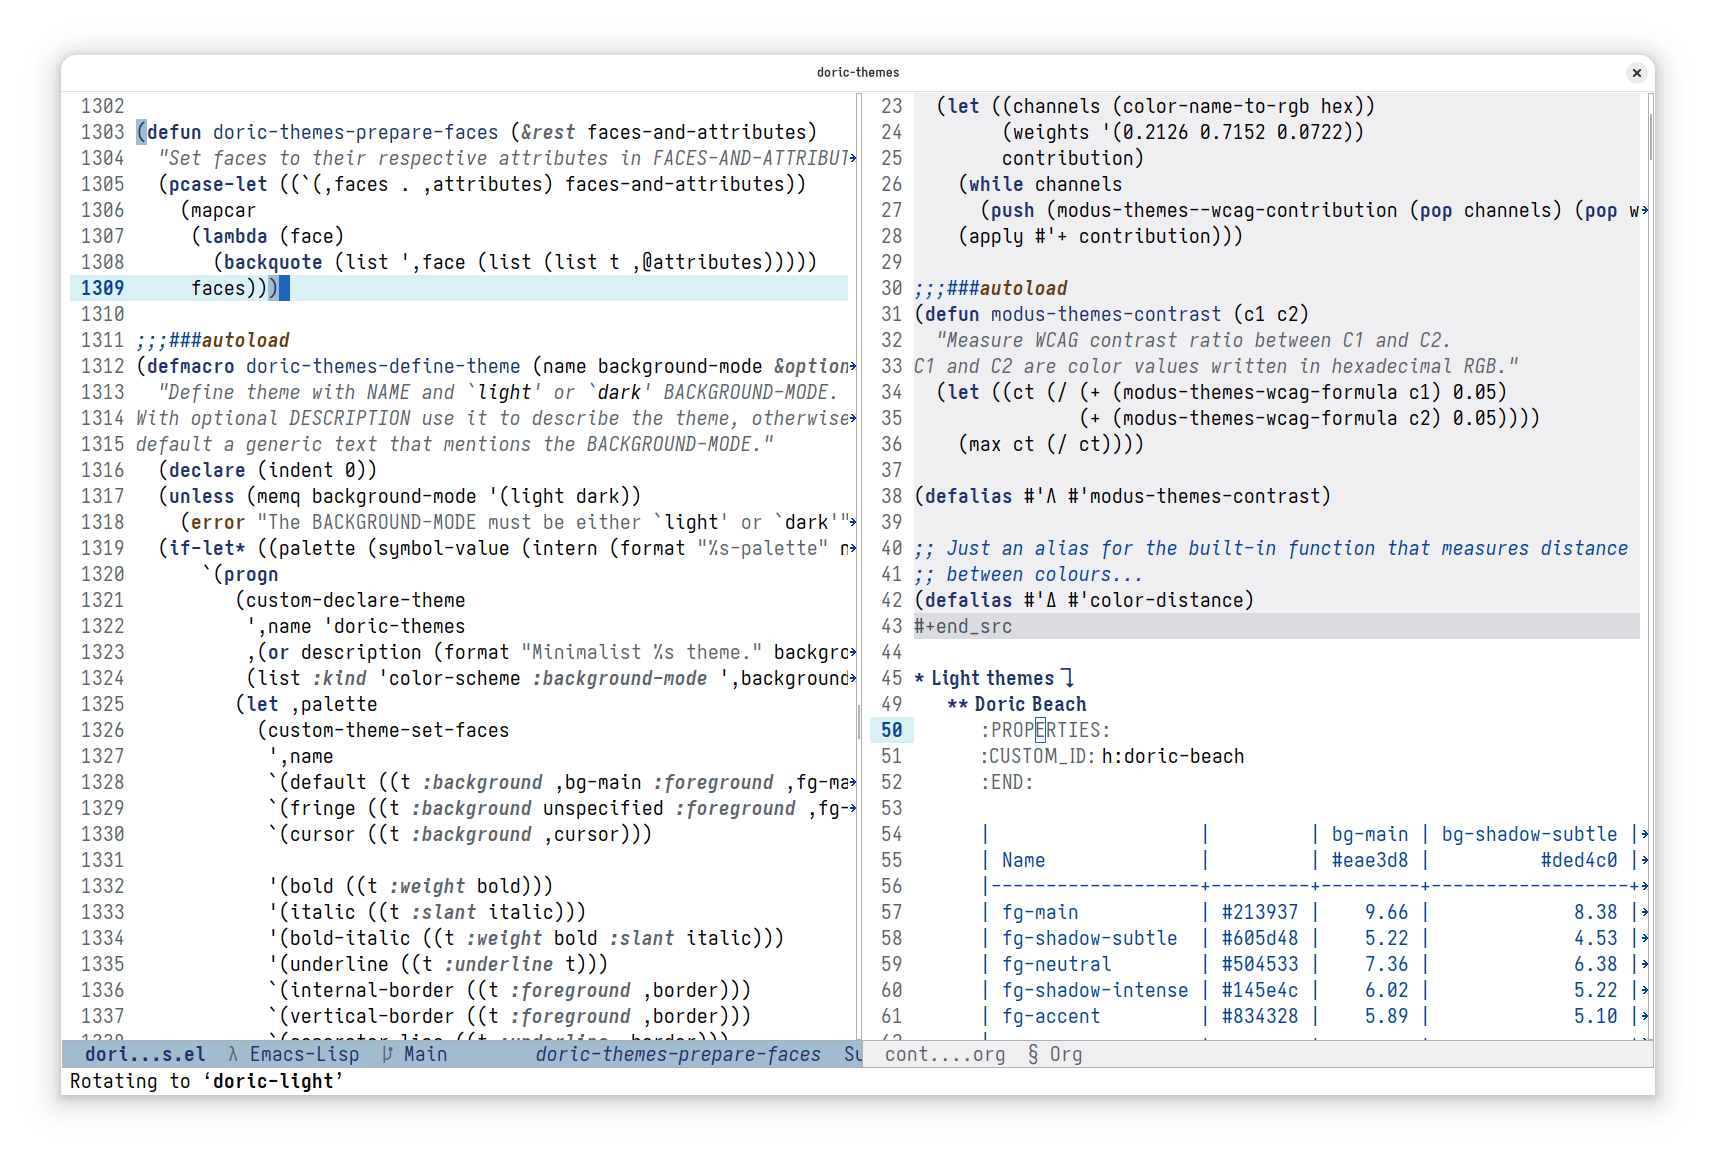 doric-themes
1302
1303 (defun doric-themes-prepare-faces (&rest faces-and-attributes)
1304   "Set faces to their respective attributes in FACES-AND-ATTRIBUT
1305   (pcase-let ((`(,faces . ,attributes) faces-and-attributes))
1306     (mapcar
1307      (lambda (face)
1308        (backquote (list ',face (list (list t ,@attributes)))))
1309      faces)))
1310
1311 ;;;###autoload
1312 (defmacro doric-themes-define-theme (name background-mode &option
1313   "Define theme with NAME and `light' or `dark' BACKGROUND-MODE.
1314 With optional DESCRIPTION use it to describe the theme, otherwise
1315 default a generic text that mentions the BACKGROUND-MODE."
1316   (declare (indent 0))
1317   (unless (memq background-mode '(light dark))
1318     (error "The BACKGROUND-MODE must be either `light' or `dark'"
1319   (if-let* ((palette (symbol-value (intern (format "%s-palette" n
1320       `(progn
1321          (custom-declare-theme
1322           ',name 'doric-themes
1323           ,(or description (format "Minimalist %s theme." backgro
1324           (list :kind 'color-scheme :background-mode ',background
1325          (let ,palette
1326            (custom-theme-set-faces
1327             ',name
1328             `(default ((t :background ,bg-main :foreground ,fg-ma
1329             `(fringe ((t :background unspecified :foreground ,fg-
1330             `(cursor ((t :background ,cursor)))
1331
1332             '(bold ((t :weight bold)))
1333             '(italic ((t :slant italic)))
1334             '(bold-italic ((t :weight bold :slant italic)))
1335             '(underline ((t :underline t)))
1336             `(internal-border ((t :foreground ,border)))
1337             `(vertical-border ((t :foreground ,border)))
dori...s.el λ Emacs-Lisp Main doric-themes-prepare-faces Su
23   (let ((channels (color-name-to-rgb hex))
24         (weights '(0.2126 0.7152 0.0722))
25         contribution)
26     (while channels
27       (push (modus-themes--wcag-contribution (pop channels) (pop w
28     (apply #'+ contribution)))
29
30 ;;;###autoload
31 (defun modus-themes-contrast (c1 c2)
32   "Measure WCAG contrast ratio between C1 and C2.
33 C1 and C2 are color values written in hexadecimal RGB."
34   (let ((ct (/ (+ (modus-themes-wcag-formula c1) 0.05)
35                (+ (modus-themes-wcag-formula c2) 0.05))))
36     (max ct (/ ct))))
37
38 (defalias #'Λ #'modus-themes-contrast)
39
40 ;; Just an alias for the built-in function that measures distance
41 ;; between colours...
42 (defalias #'Δ #'color-distance)
43 #+end_src
44
45 * Light themes ⤵
49   ** Doric Beach
50      :PROPERTIES:
51      :CUSTOM_ID: h:doric-beach
52      :END:
53
54      |                   |         | bg-main | bg-shadow-subtle |
55      | Name              |         | #eae3d8 |          #ded4c0 |
56      |-------------------+---------+---------+------------------+
57      | fg-main           | #213937 |    9.66 |             8.38 |
58      | fg-shadow-subtle  | #605d48 |    5.22 |             4.53 |
59      | fg-neutral        | #504533 |    7.36 |             6.38 |
60      | fg-shadow-intense | #145e4c |    6.02 |             5.22 |
61      | fg-accent         | #834328 |    5.89 |             5.10 |
cont....org § Org
Rotating to ‘doric-light’